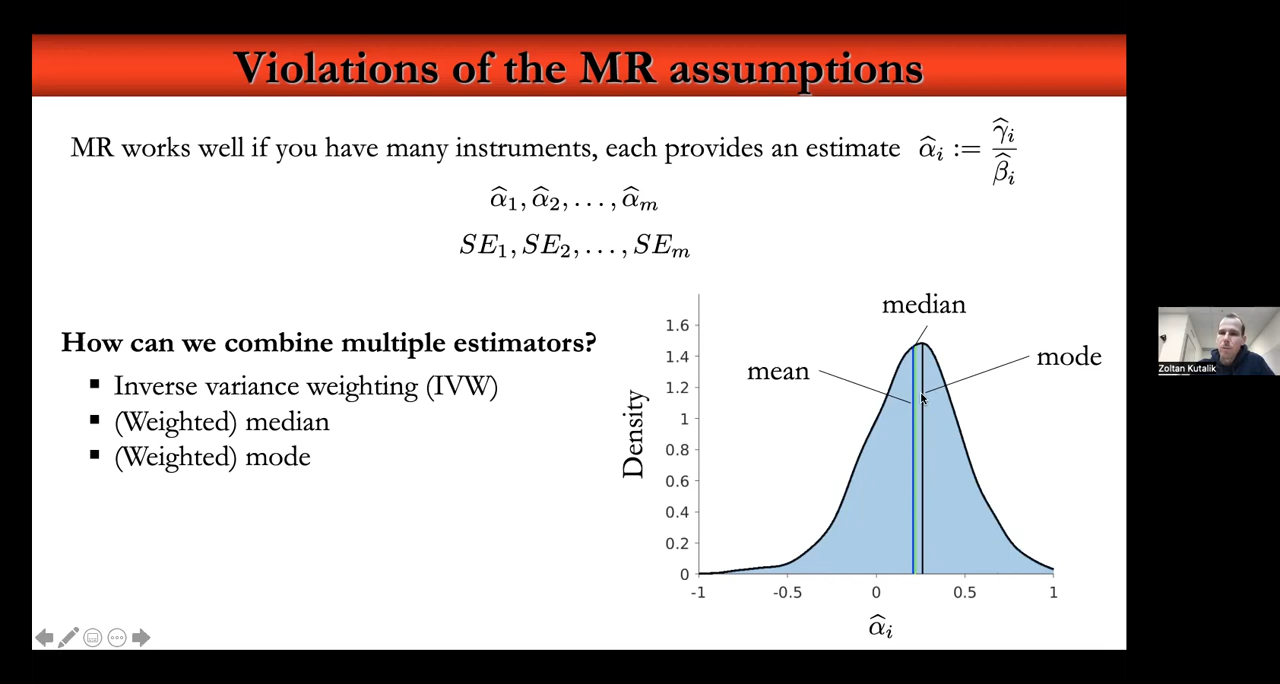 Violations of the MR assumptions
MR works well if you have many instruments, each provides an estimate α̂ᵢ := γ̂ᵢ / β̂ᵢ
α̂₁, α̂₂, . . . , α̂ₘ
SE₁, SE₂, . . . , SEₘ
How can we combine multiple estimators?
▪ Inverse variance weighting (IVW)
▪ (Weighted) median
▪ (Weighted) mode
median
mode
mean
Density
1.6
1.4
1.2
1
0.8
0.6
0.4
0.2
0
-1 -0.5 0 0.5 1
α̂ᵢ
Zoltan Kutalik